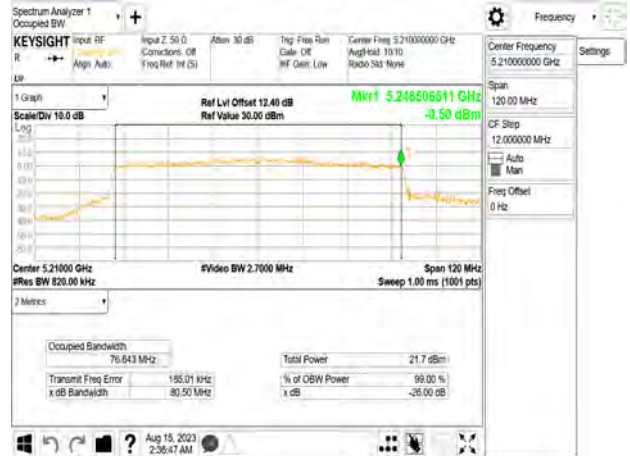 Spectrum Analyzer 1
Occupied BW
Frequency
KEYSIGHT
Input: RF
Input Z: 50 Ω
Atten: 30 dB
Trig: Free Run
Center Freq: 5.210000000 GHz
R
Corrections: Off
Gate: Off
Avg|Hold: 10/10
Align: Auto
Freq Ref: Int (S)
#IF Gain: Low
Radio Std: None
Center Frequency
5.210000000 GHz
Settings
Span
120.00 MHz
CF Step
12.000000 MHz
Auto
Man
Freq Offset
0 Hz
1 Graph
Scale/Div 10.0 dB
Ref Lvl Offset 12.40 dB
Ref Value 30.00 dBm
Mkr1 5.246506511 GHz
-0.50 dBm
Log
Center 5.21000 GHz
#Res BW 820.00 kHz
#Video BW 2.7000 MHz
Span 120 MHz
Sweep 1.00 ms (1001 pts)
2 Metrics
Occupied Bandwidth
76.643 MHz
Total Power
21.7 dBm
Transmit Freq Error
165.01 kHz
% of OBW Power
99.00 %
x dB Bandwidth
80.50 MHz
x dB
-26.00 dB
Aug 15, 2023
2:36:47 AM